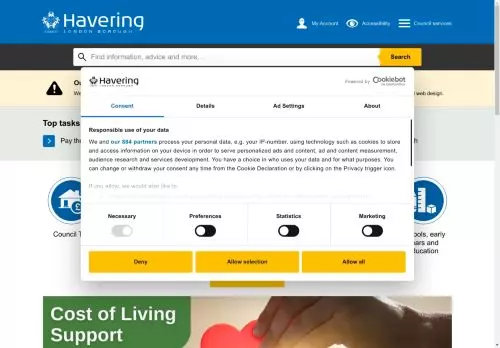 Havering
LONDON BOROUGH
My Account
Accessibility
Council services
Find information, advice and more...
Search
Ou
We
web design.
Top tasks
Pay the
Havering
Powered by Cookiebot
Consent
Details
Ad Settings
About
Responsible use of your data
We and our 884 partners process your personal data, e.g. your IP-number, using technology such as cookies to store
and access information on your device in order to serve personalized ads and content, ad and content measurement,
audience research and services development. You have a choice in who uses your data and for what purposes. You
can change or withdraw your consent any time from the Cookie Declaration or by clicking on the Privacy trigger icon.
If you allow, we would also like to:
Necessary
Preferences
Statistics
Marketing
Deny
Allow selection
Allow all
Council T
ools, early
ars and
ducation
Cost of Living
Support